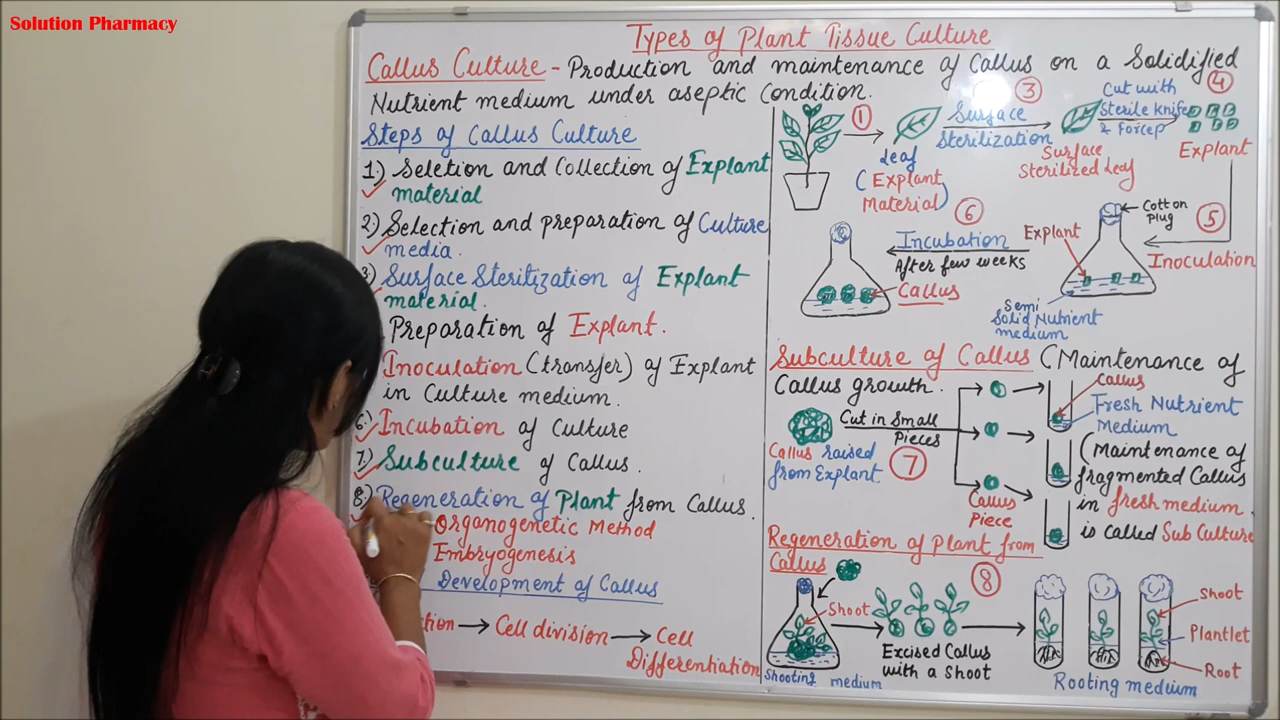 Solution Pharmacy
Types of Plant Tissue Culture
Callus Culture - Production and maintenance of Callus on a Solidified
Nutrient medium under aseptic Condition.
Steps of Callus Culture
1.) Seletion and Collection of Explant
material
2.) Selection and preparation of Culture
media.
3.) Surface Steritization of Explant
material.
Preparation of Explant.
Inoculation (transfer) of Explant
in Culture medium.
6.) Incubation of Culture
7.) Subculture of Callus.
8.) Regeneration of Plant from Callus.
Organogenetic Method
Embryogenesis
Development of Callus
→ Cell division → Cell
Differentiation
1
Leaf
(Explant
Material)
3
Surface
Sterilization
Surface
Sterilized Leaf
Cut with
Sterile knife
& forcep
4
Explant
Cotton
plug
5
Explant
Inoculation
Semi
Solid Nutrient
medium
6
Incubation
After few weeks
Callus
Subculture of Callus (Maintenance of
Callus growth.
Cut in Small
Pieces
Callus raised
from Explant
7
Callus
Piece
Callus
Fresh Nutrient
Medium
(Maintenance of
fragmented Callus
in fresh medium.
is called Sub Culture
Regeneration of Plant from
Callus
8
Shoot
Shooting medium
Excised Callus
with a Shoot
Shoot
Plantlet
Root
Rooting medium